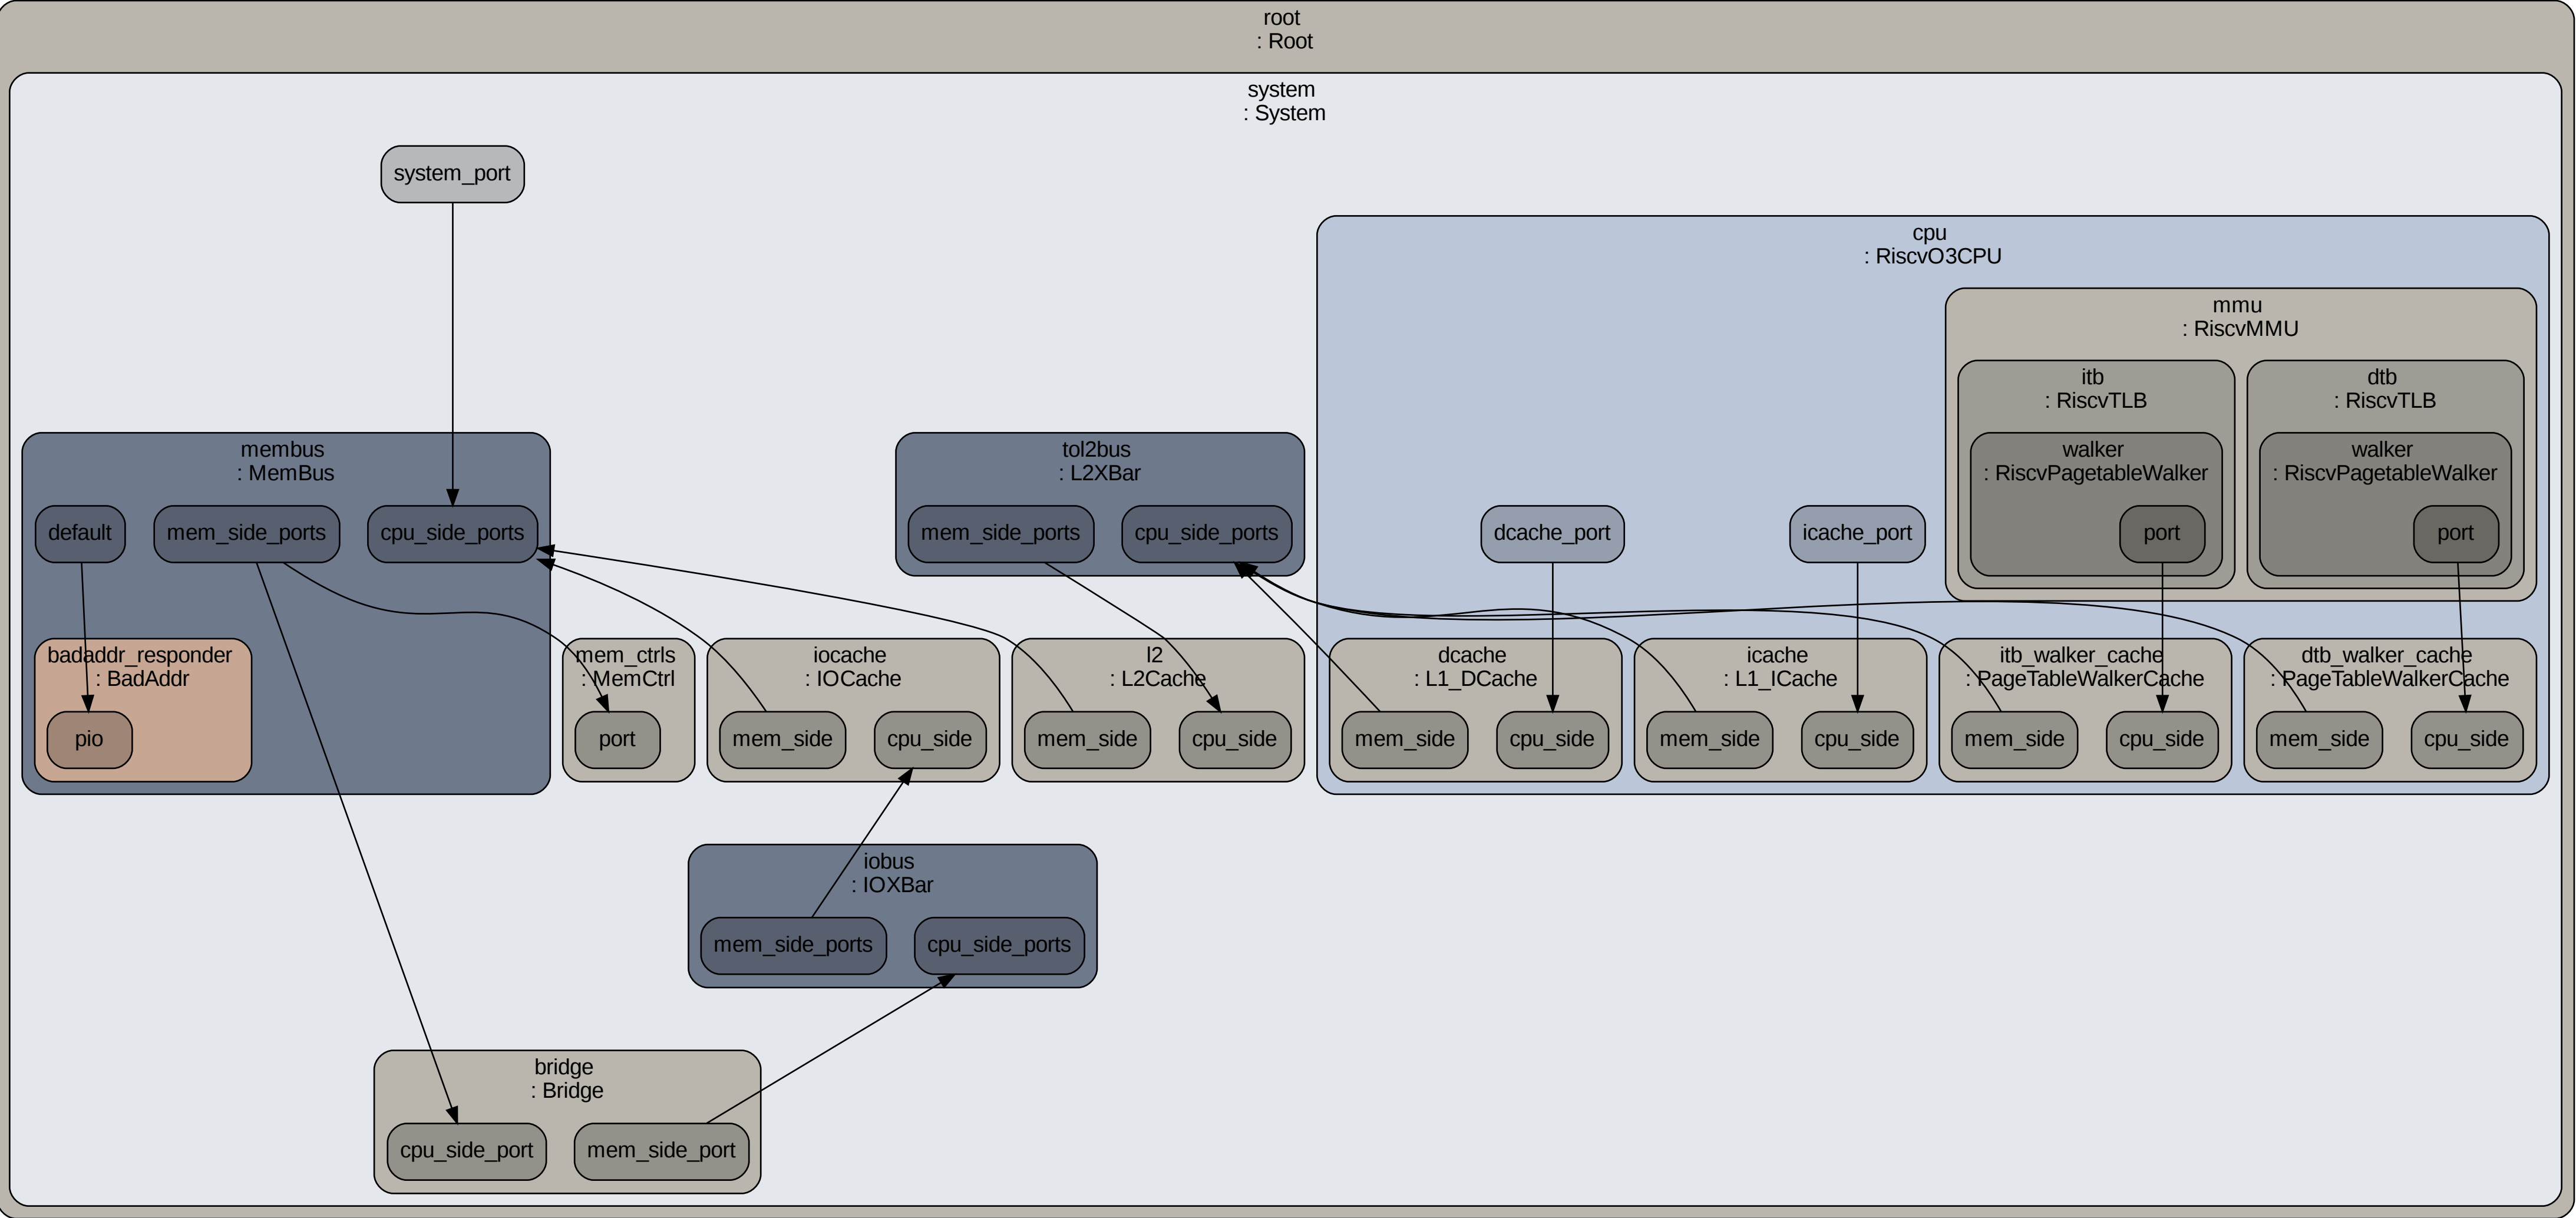 root
: Root
system
: System
system_port
cpu
: RiscvO3CPU
mmu
: RiscvMMU
itb
: RiscvTLB
dtb
: RiscvTLB
walker
: RiscvPagetableWalker
walker
: RiscvPagetableWalker
port
port
membus
: MemBus
default
mem_side_ports
cpu_side_ports
tol2bus
: L2XBar
mem_side_ports
cpu_side_ports
dcache_port
icache_port
badaddr_responder
: BadAddr
pio
mem_ctrls
: MemCtrl
port
iocache
: IOCache
mem_side
cpu_side
l2
: L2Cache
mem_side
cpu_side
dcache
: L1_DCache
mem_side
cpu_side
icache
: L1_ICache
mem_side
cpu_side
itb_walker_cache
: PageTableWalkerCache
mem_side
cpu_side
dtb_walker_cache
: PageTableWalkerCache
mem_side
cpu_side
iobus
: IOXBar
mem_side_ports
cpu_side_ports
bridge
: Bridge
cpu_side_port
mem_side_port